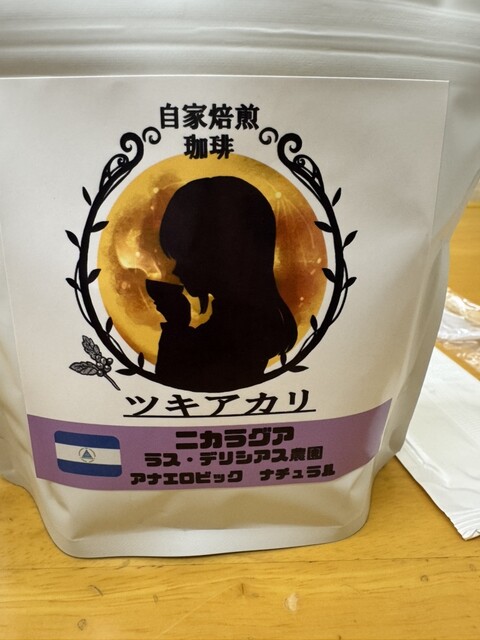 自家焙煎
珈琲
ツキアカリ
ニカラグア
ラス・デリシアス農園
アナエロビック ナチュラル